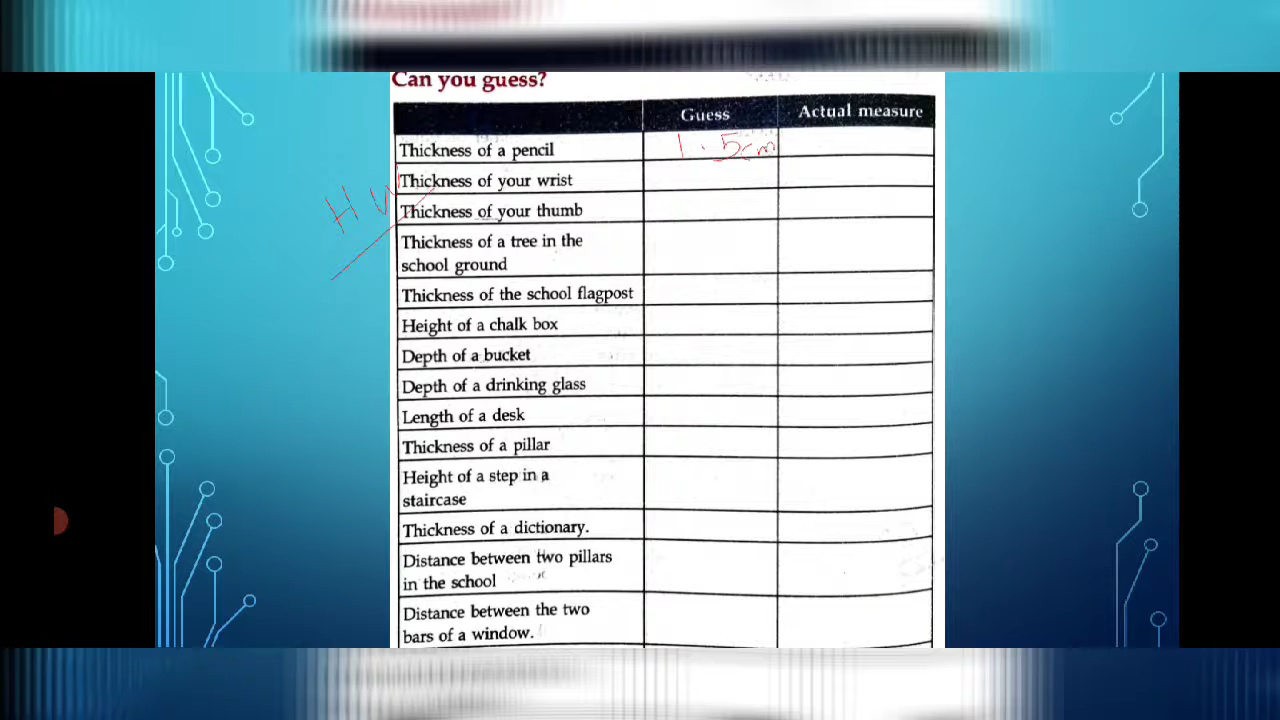 Can you guess?
Guess Actual measure
Thickness of a pencil 1.5cm
Thickness of your wrist
HW
Thickness of your thumb
Thickness of a tree in the
school ground
Thickness of the school flagpost
Height of a chalk box
Depth of a bucket
Depth of a drinking glass
Length of a desk
Thickness of a pillar
Height of a step in a
staircase
Thickness of a dictionary.
Distance between two pillars
in the school
Distance between the two
bars of a window.